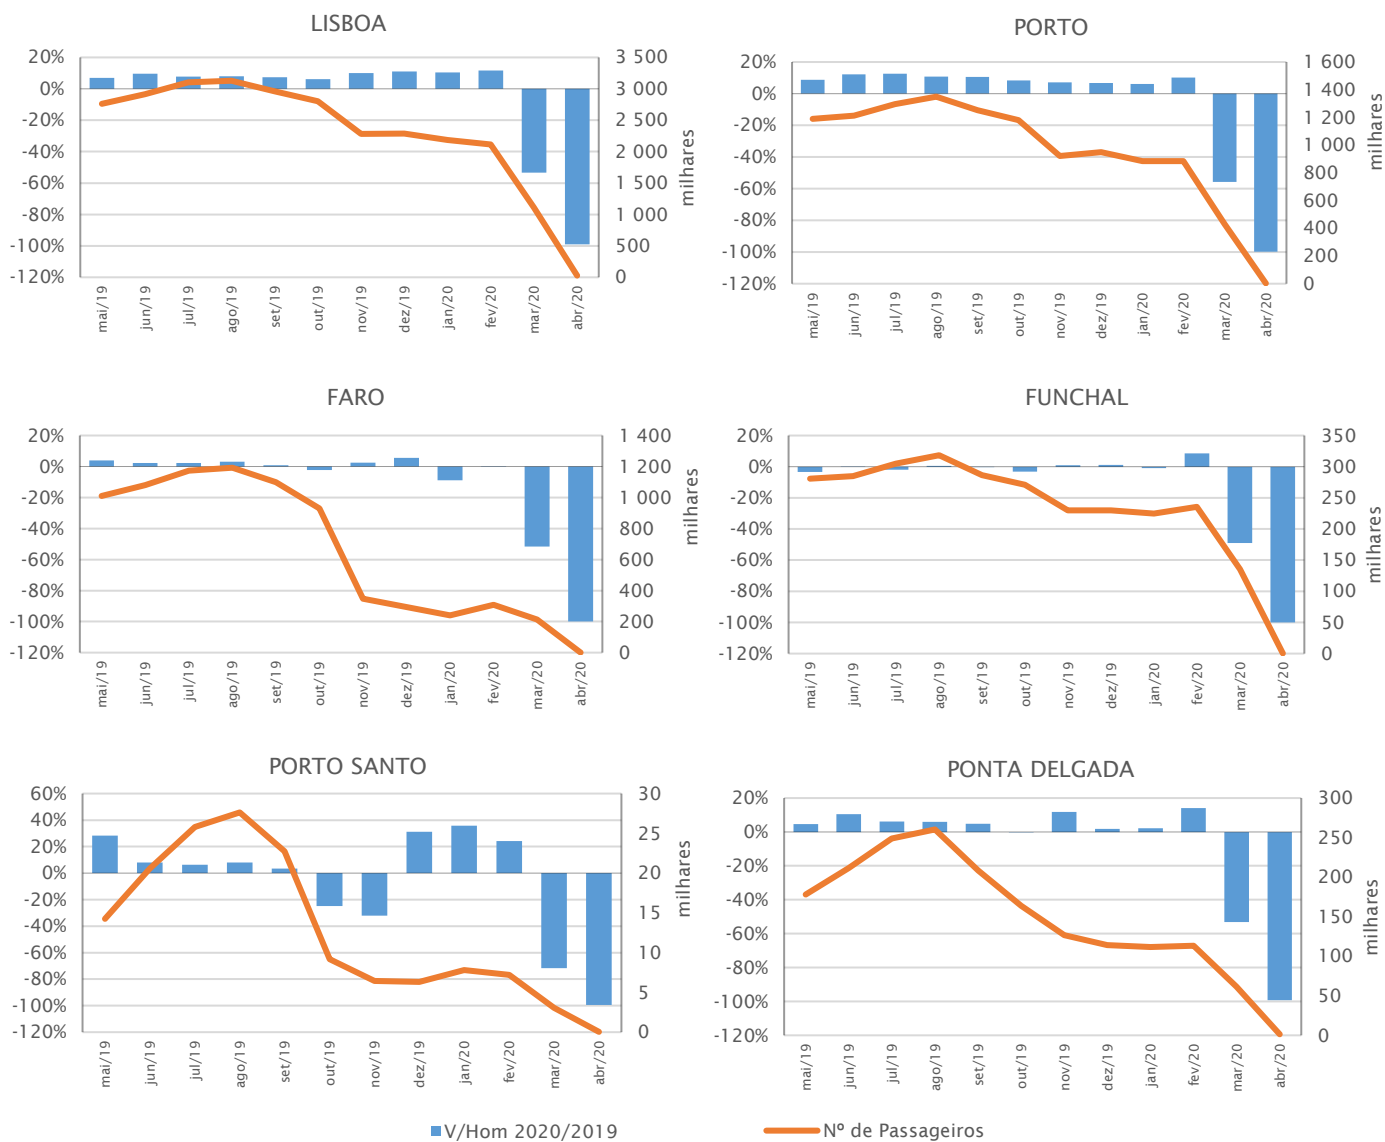 LISBOA
20%
0%
-20%
-40%
-60%
-80%
-100%
-120%
3 500
3 000
2 500
2 000
1 500
1 000
500
0
milhares
mai/19
jun/19
jul/19
ago/19
set/19
out/19
nov/19
dez/19
jan/20
fev/20
mar/20
abr/20
PORTO
20%
0%
-20%
-40%
-60%
-80%
-100%
-120%
1 600
1 400
1 200
1 000
800
600
400
200
0
milhares
mai/19
jun/19
jul/19
ago/19
set/19
out/19
nov/19
dez/19
jan/20
fev/20
mar/20
abr/20
FARO
20%
0%
-20%
-40%
-60%
-80%
-100%
-120%
1 400
1 200
1 000
800
600
400
200
0
milhares
mai/19
jun/19
jul/19
ago/19
set/19
out/19
nov/19
dez/19
jan/20
fev/20
mar/20
abr/20
FUNCHAL
20%
0%
-20%
-40%
-60%
-80%
-100%
-120%
350
300
250
200
150
100
50
0
milhares
mai/19
jun/19
jul/19
ago/19
set/19
out/19
nov/19
dez/19
jan/20
fev/20
mar/20
abr/20
PORTO SANTO
60%
40%
20%
0%
-20%
-40%
-60%
-80%
-100%
-120%
30
25
20
15
10
5
0
milhares
mai/19
jun/19
jul/19
ago/19
set/19
out/19
nov/19
dez/19
jan/20
fev/20
mar/20
abr/20
PONTA DELGADA
20%
0%
-20%
-40%
-60%
-80%
-100%
-120%
300
250
200
150
100
50
0
milhares
mai/19
jun/19
jul/19
ago/19
set/19
out/19
nov/19
dez/19
jan/20
fev/20
mar/20
abr/20
V/Hom 2020/2019
Nº de Passageiros